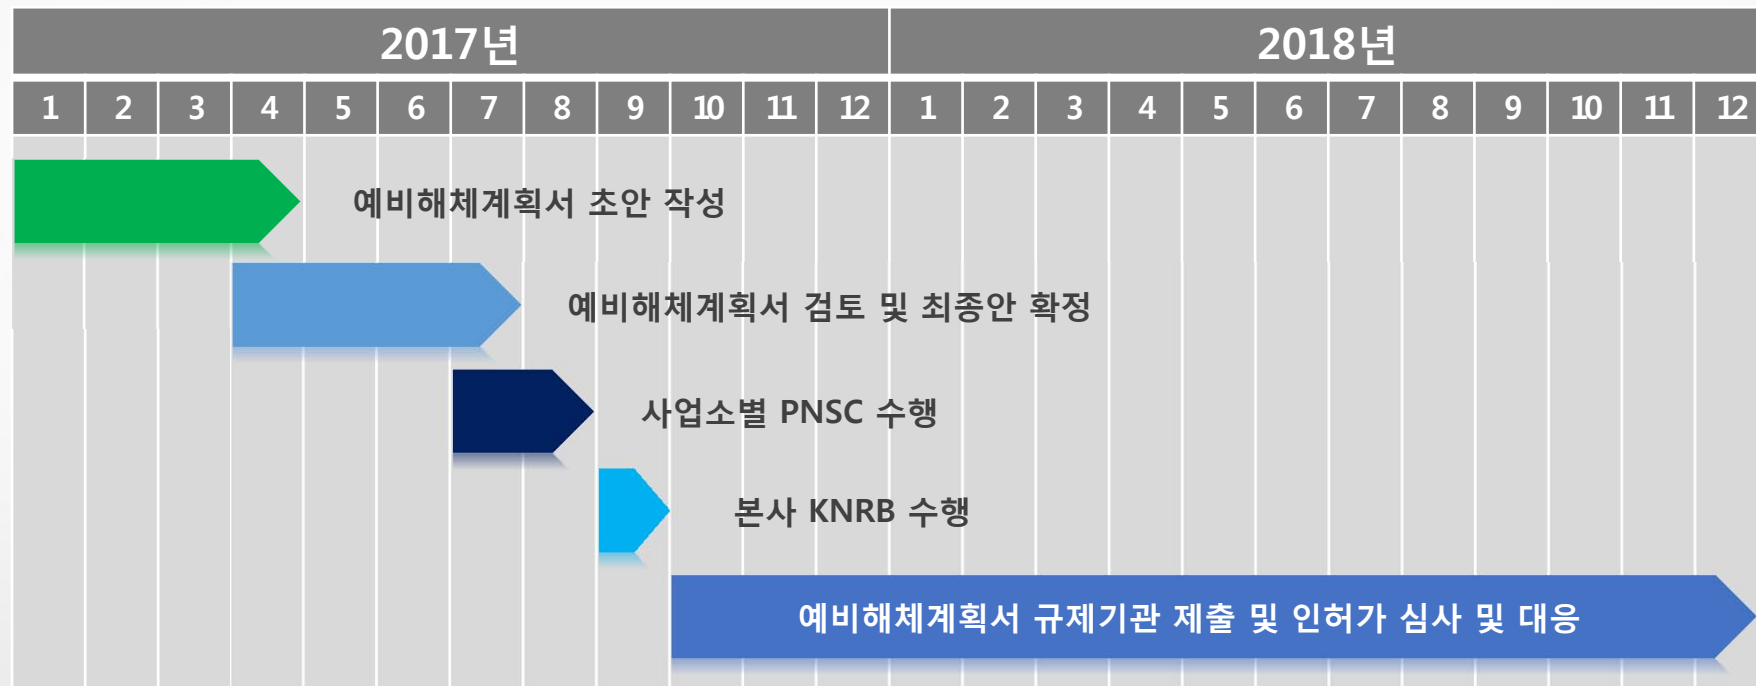 2017년 2018년
1 2 3 4 5 6 7 8 9 10 11 12 1 2 3 4 5 6 7 8 9 10 11 12
예비해체계획서 초안 작성
예비해체계획서 검토 및 최종안 확정
사업소별 PNSC 수행
본사 KNRB 수행
예비해체계획서 규제기관 제출 및 인허가 심사 및 대응